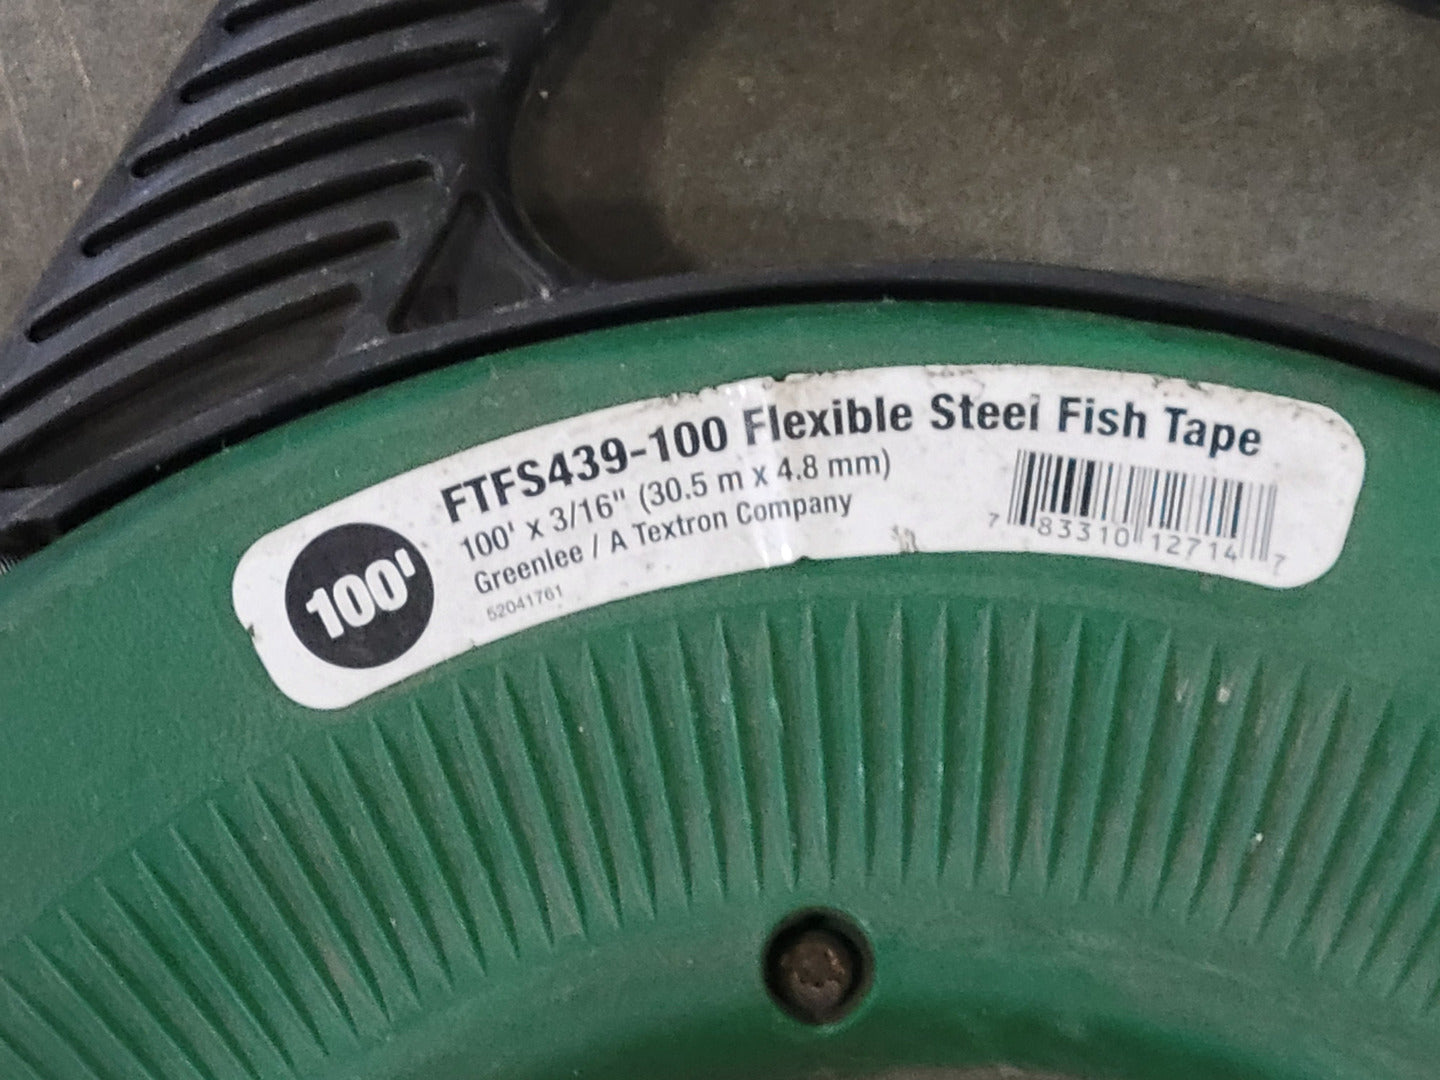 100'
FTFS439-100 Flexible Steel Fish Tape
100' x 3/16" (30.5 m x 4.8 mm)
Greenlee / A Textron Company
52041761
7 83310 12714 7